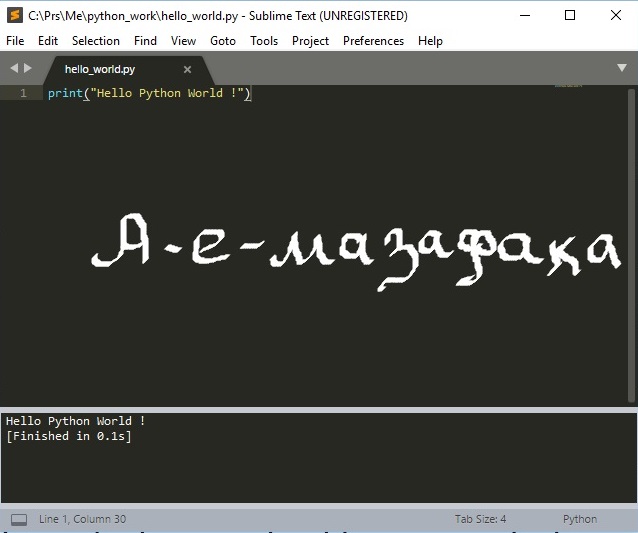 C:\Prs\Me\python_work\hello_world.py - Sublime Text (UNREGISTERED)
File Edit Selection Find View Goto Tools Project Preferences Help
hello_world.py
1 print("Hello Python World !")
А-е-мазафака
Hello Python World !
[Finished in 0.1s]
Line 1, Column 30 Tab Size: 4 Python